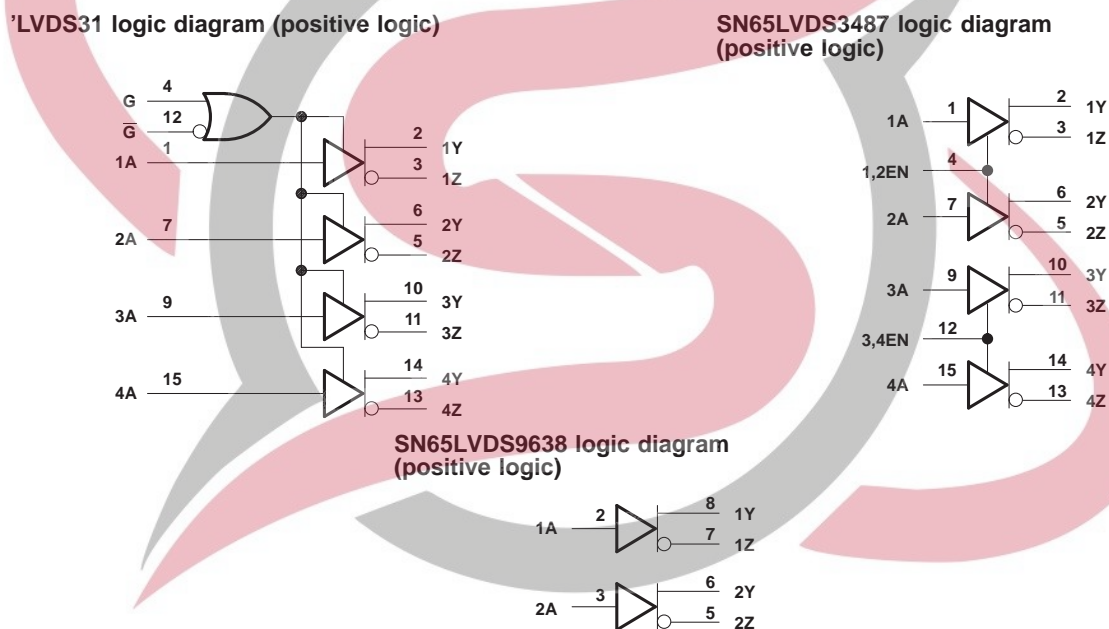 'LVDS31 logic diagram (positive logic)
G 4
G 12
1A 1
2 1Y
3 1Z
2A 7
6 2Y
5 2Z
3A 9
10 3Y
11 3Z
4A 15
14 4Y
13 4Z
SN65LVDS3487 logic diagram
(positive logic)
1A 1
2 1Y
3 1Z
1,2EN 4
2A 7
6 2Y
5 2Z
3A 9
10 3Y
11 3Z
3,4EN 12
4A 15
14 4Y
13 4Z
SN65LVDS9638 logic diagram
(positive logic)
1A 2
8 1Y
7 1Z
2A 3
6 2Y
5 2Z